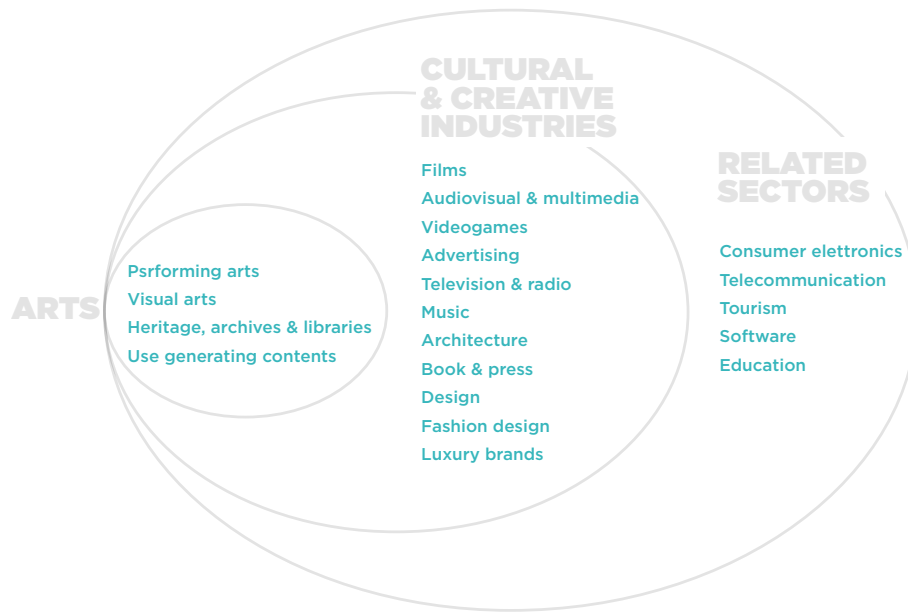 ARTS
Psrforming arts
Visual arts
Heritage, archives & libraries
Use generating contents
CULTURAL
& CREATIVE
INDUSTRIES
Films
Audiovisual & multimedia
Videogames
Advertising
Television & radio
Music
Architecture
Book & press
Design
Fashion design
Luxury brands
RELATED
SECTORS
Consumer elettronics
Telecommunication
Tourism
Software
Education